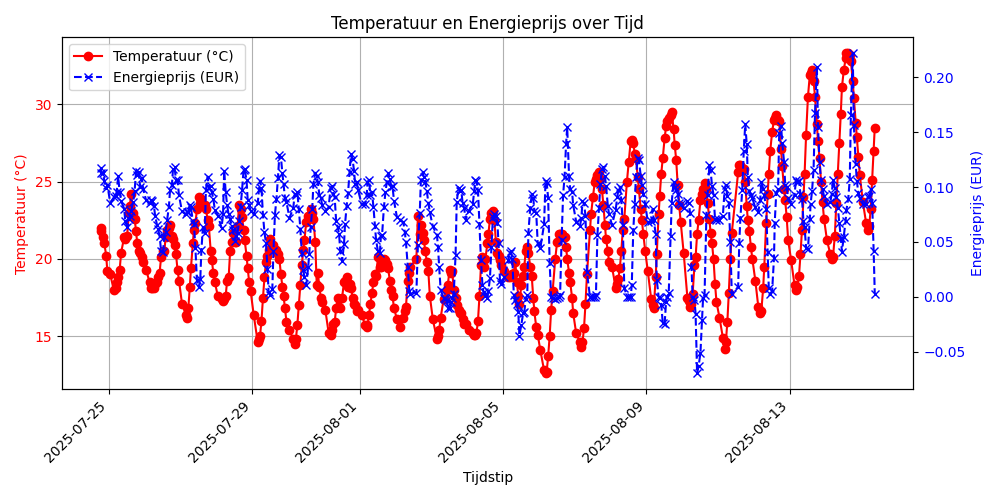 Temperatuur en Energieprijs over Tijd
Temperatuur (°C)
Energieprijs (EUR)
Temperatuur (°C)
30
25
20
15
Energieprijs (EUR)
0.20
0.15
0.10
0.05
0.00
−0.05
2025-07-25
2025-07-29
2025-08-01
2025-08-05
2025-08-09
2025-08-13
Tijdstip